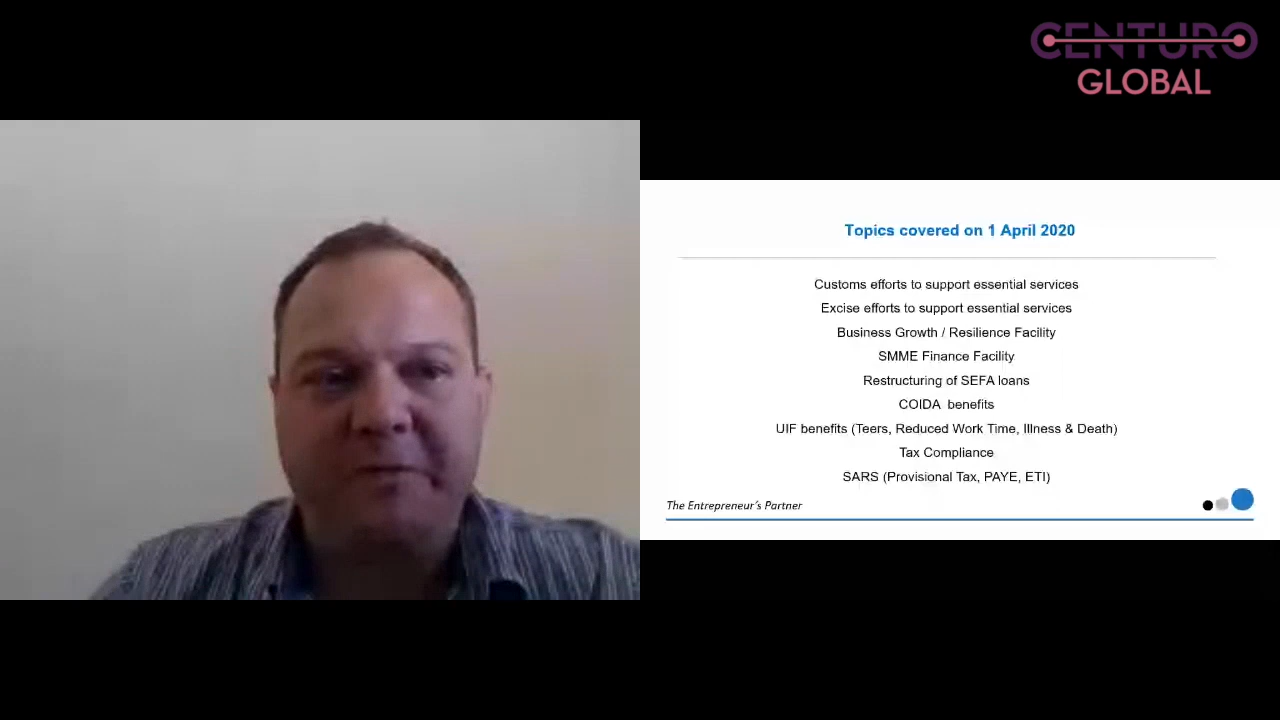 CENTURO
GLOBAL
Topics covered on 1 April 2020
Customs efforts to support essential services
Excise efforts to support essential services
Business Growth / Resilience Facility
SMME Finance Facility
Restructuring of SEFA loans
COIDA  benefits
UIF benefits (Teers, Reduced Work Time, Illness & Death)
Tax Compliance
SARS (Provisional Tax, PAYE, ETI)
The Entrepreneur's Partner